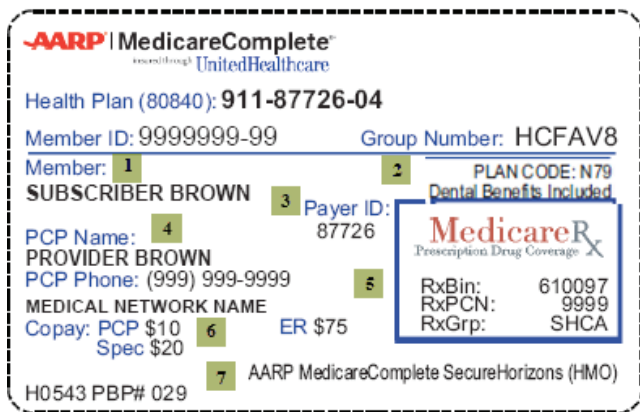 AARP | MedicareComplete
insured through UnitedHealthcare
Health Plan (80840): 911-87726-04
Member ID: 9999999-99 Group Number: HCFAV8
Member: 1
SUBSCRIBER BROWN
2 PLAN CODE: N79
Dental Benefits Included
3 Payer ID:
87726
PCP Name: 4
PROVIDER BROWN
PCP Phone: (999) 999-9999
MedicareRx
Prescription Drug Coverage
5
RxBin: 610097
RxPCN: 9999
RxGrp: SHCA
MEDICAL NETWORK NAME
Copay: PCP $10 6 ER $75
Spec $20
7 AARP MedicareComplete SecureHorizons (HMO)
H0543 PBP# 029